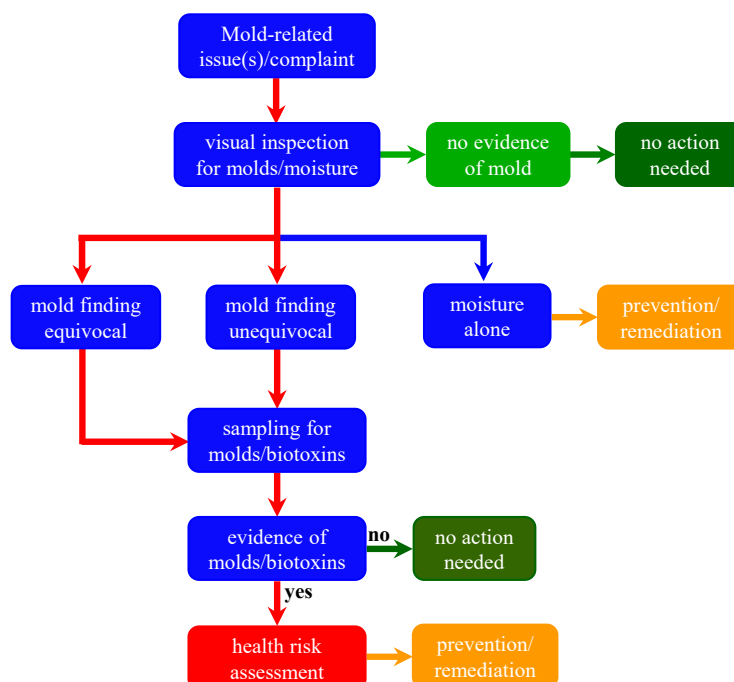 Mold-related
issue(s)/complaint
visual inspection
for molds/moisture
no evidence
of mold
no action
needed
mold finding
equivocal
mold finding
unequivocal
moisture
alone
prevention/
remediation
sampling for
molds/biotoxins
evidence of
molds/biotoxins
no
no action
needed
yes
health risk
assessment
prevention/
remediation